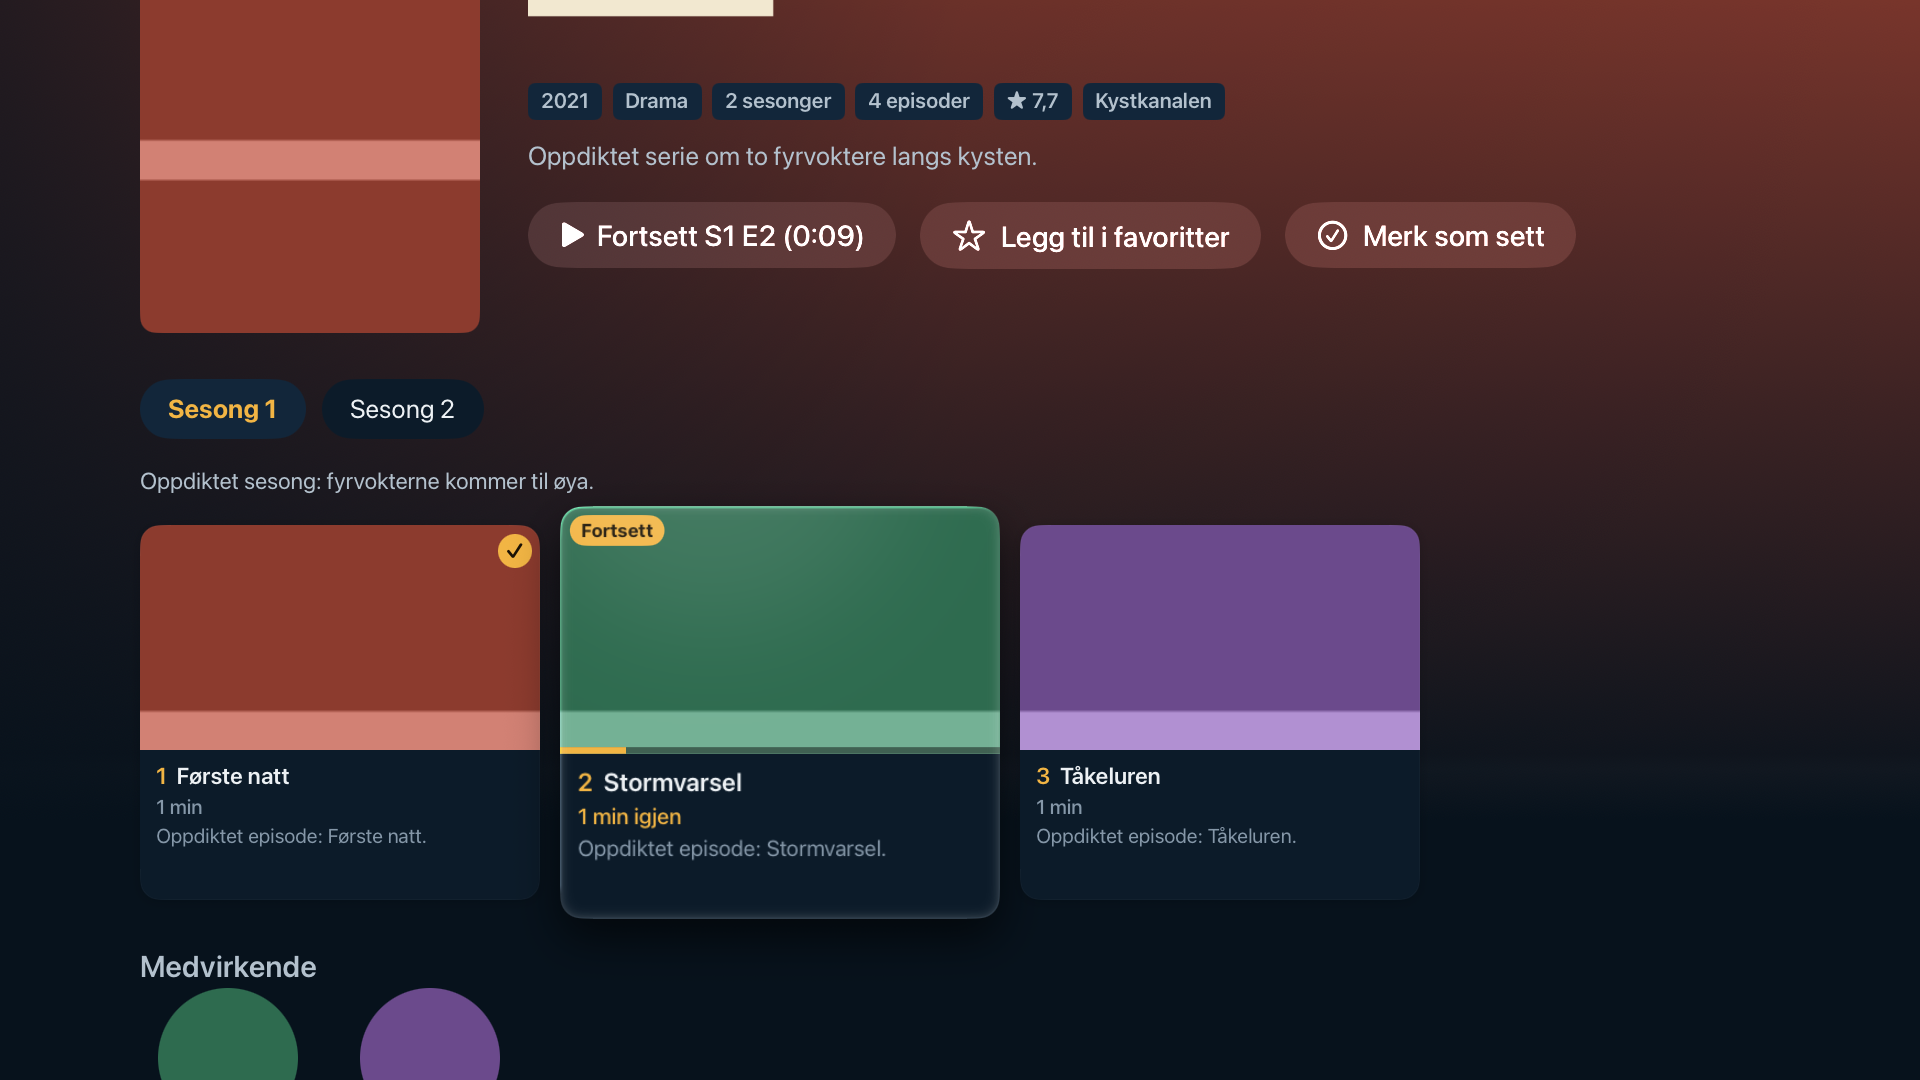 2021 Drama 2 sesonger 4 episoder ★ 7,7 Kystkanalen
Oppdiktet serie om to fyrvoktere langs kysten.
Fortsett S1 E2 (0:09) Legg til i favoritter Merk som sett
Sesong 1 Sesong 2
Oppdiktet sesong: fyrvokterne kommer til øya.
Fortsett
1 Første natt
1 min
Oppdiktet episode: Første natt.
2 Stormvarsel
1 min igjen
Oppdiktet episode: Stormvarsel.
3 Tåkeluren
1 min
Oppdiktet episode: Tåkeluren.
Medvirkende